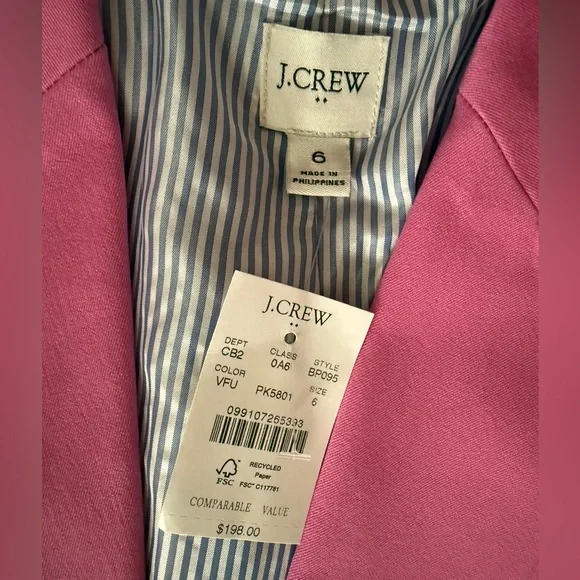 J.CREW
6
MADE IN
PHILIPPINES
J.CREW
DEPT CLASS STYLE
CB2 0A6 BP095
COLOR SIZE
VFU PK5801 6
099107265393
FSC
RECYCLED
Paper
FSC® C117781
COMPARABLE VALUE
$198.00